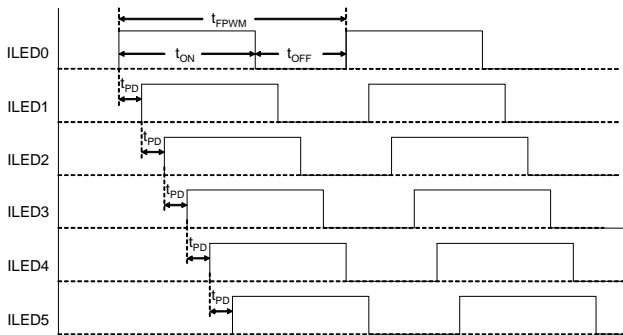 tFPWM
ILED0
tON
tOFF
tPD
ILED1
tPD
ILED2
tPD
ILED3
tPD
ILED4
tPD
ILED5